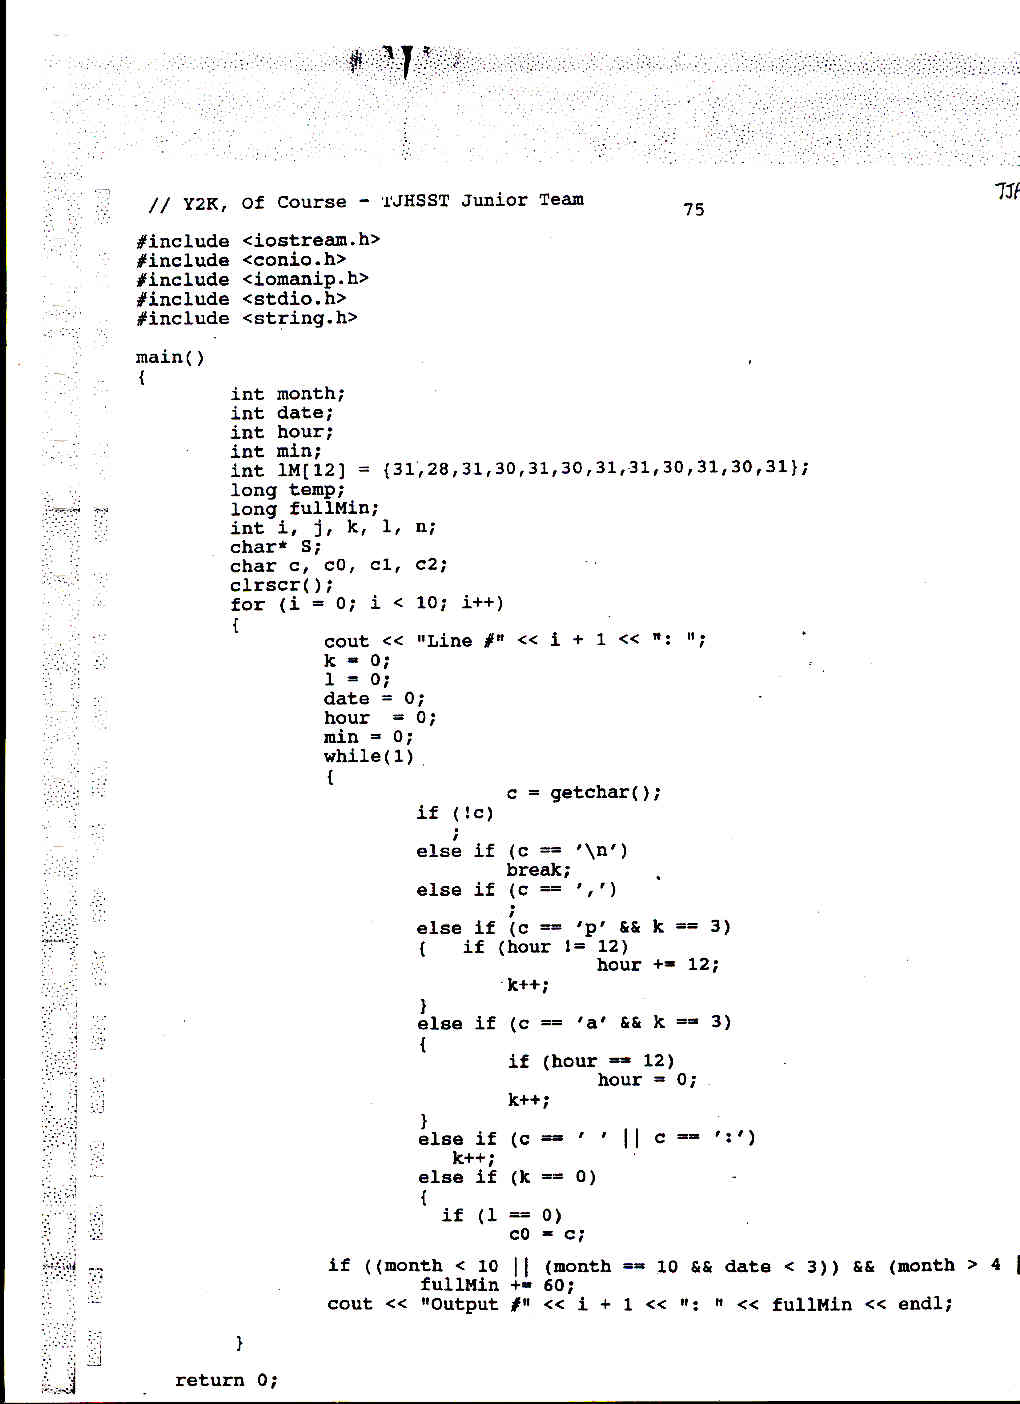 // Y2K, Of Course - TJHSST Junior Team
75
#include <iostream.h>
#include <conio.h>
#include <iomanip.h>
#include <stdio.h>
#include <string.h>
main()
{
int month;
int date;
int hour;
int min;
int lM[12] = {31,28,31,30,31,30,31,31,30,31,30,31};
long temp;
long fullMin;
int i, j, k, l, n;
char* S;
char c, c0, c1, c2;
clrscr();
for (i = 0; i < 10; i++)
{
cout << "Line #" << i + 1 << ": ";
k = 0;
l = 0;
date = 0;
hour  = 0;
min = 0;
while(1)
{
c = getchar();
if (!c)
;
else if (c == '\n')
break;
else if (c == ',')
;
else if (c == 'p' && k == 3)
{   if (hour != 12)
hour += 12;
k++;
}
else if (c == 'a' && k == 3)
{
if (hour == 12)
hour = 0;
k++;
}
else if (c == ' ' || c == ':')
k++;
else if (k == 0)
{
if (l == 0)
c0 = c;
if ((month < 10 || (month == 10 && date < 3)) && (month > 4 |
fullMin += 60;
cout << "Output #" << i + 1 << ": " << fullMin << endl;
}
return 0;